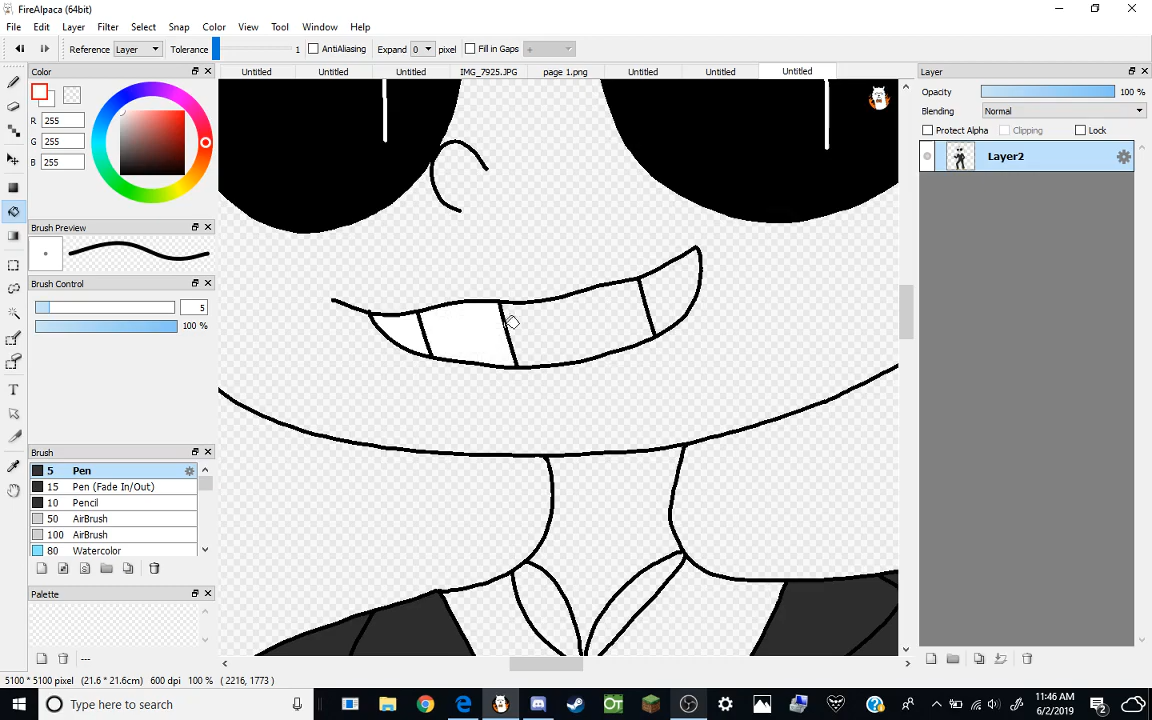 FireAlpaca (64bit)
File Edit Layer Filter Select Snap Color View Tool Window Help
Reference Layer Tolerance 1 AntiAliasing Expand 0 pixel Fill in Gaps
Color
Untitled Untitled Untitled IMG_7925.JPG page 1.png Untitled Untitled Untitled
Layer
Opacity 100 %
R 255
G 255
B 255
Blending Normal
Protect Alpha Clipping Lock
Layer2
Brush Preview
Brush Control
5
100 %
T
Brush
5 Pen
15 Pen (Fade In/Out)
10 Pencil
50 AirBrush
100 AirBrush
80 Watercolor
Palette
---
5100 * 5100 pixel (21.6 * 21.6cm) 600 dpi 100 % ( 2216, 1773 )
Type here to search
OT
11:46 AM
6/2/2019
2